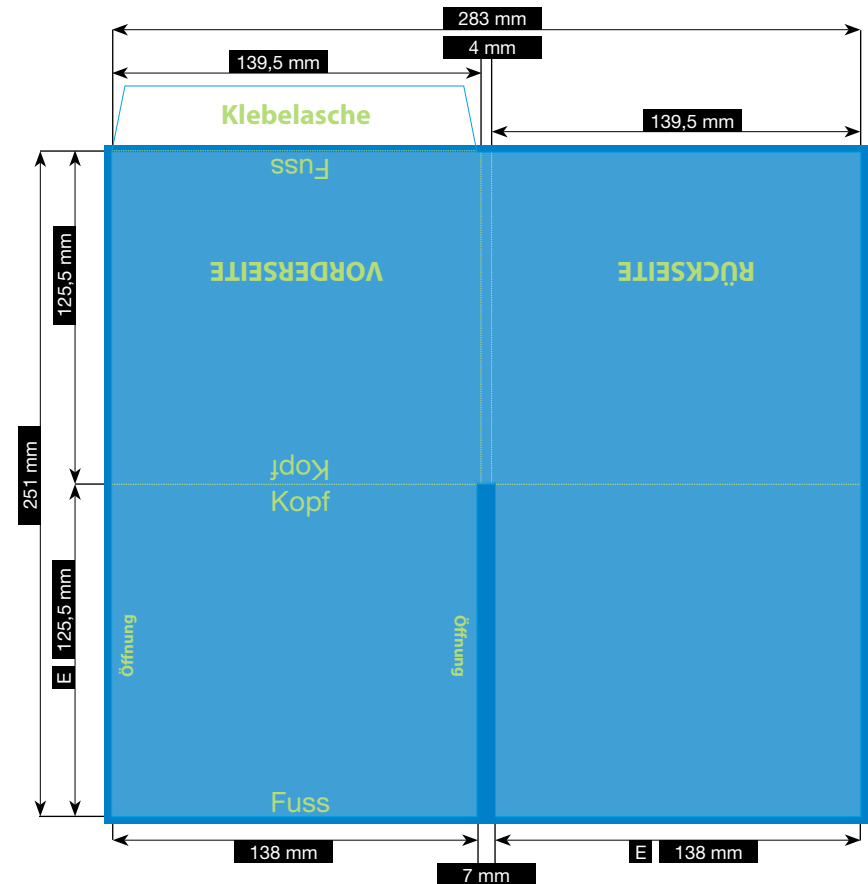 283 mm
4 mm
139,5 mm
139,5 mm
Klebelasche
Fuss
VORDERSEITE
RÜCKSEITE
125,5 mm
251 mm
Kopf
Kopf
125,5 mm
E
Öffnung
Öffnung
Fuss
138 mm
E 138 mm
7 mm